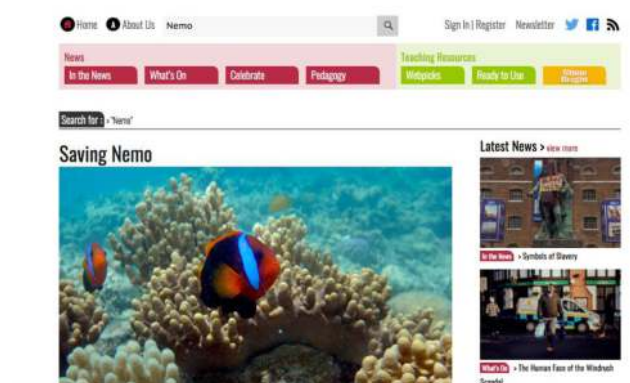 Home About Us Nemo Sign In | Register Newsletter
News Teaching Resources
In the News What's On Celebrate Pedagogy Webpicks Ready to Use
Search for : > "Nemo"
Saving Nemo
Latest News > view more
In the News > Symbols of Slavery
What's On > The Human Face of the Windrush
Scandal